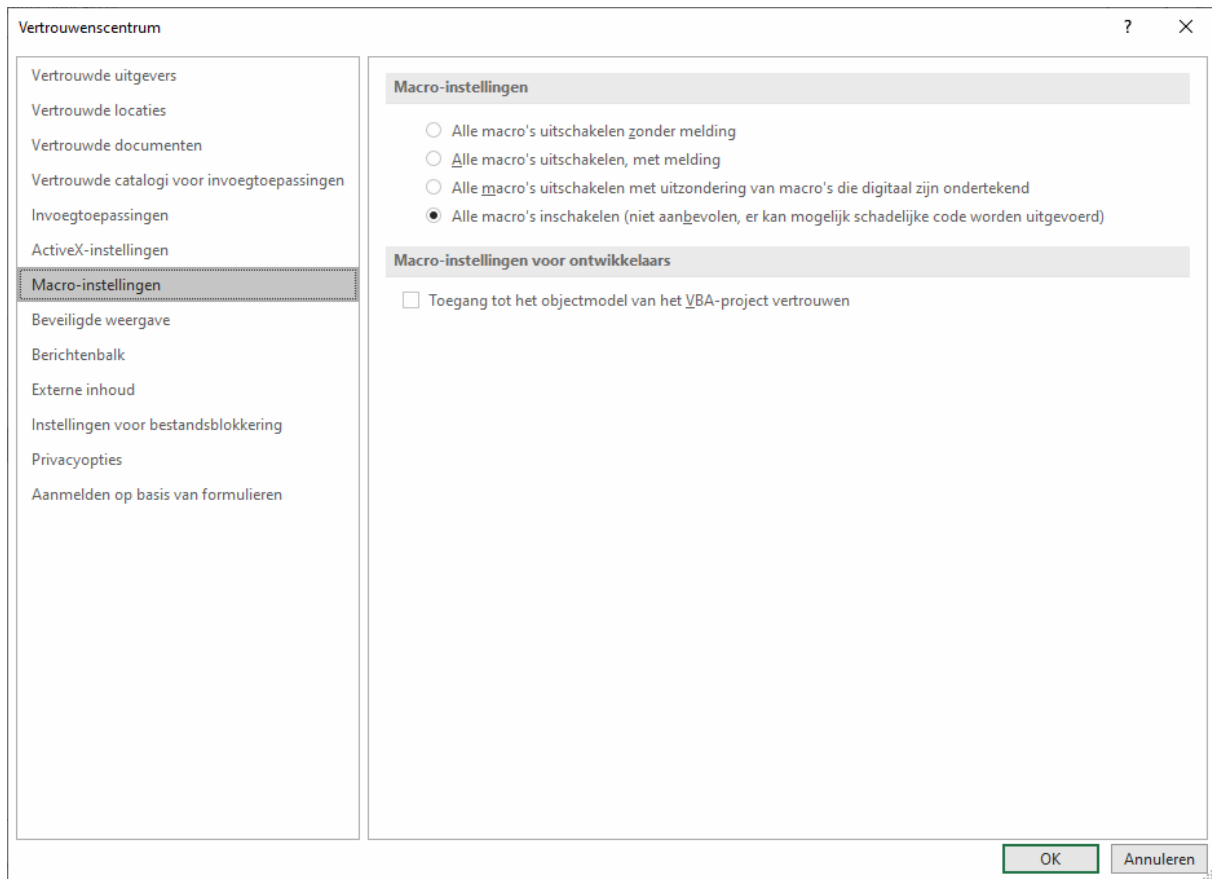 Vertrouwenscentrum
?
Vertrouwde uitgevers
Vertrouwde locaties
Vertrouwde documenten
Vertrouwde catalogi voor invoegtoepassingen
Invoegtoepassingen
ActiveX-instellingen
Macro-instellingen
Beveiligde weergave
Berichtenbalk
Externe inhoud
Instellingen voor bestandsblokkering
Privacyopties
Aanmelden op basis van formulieren
Macro-instellingen
Alle macro's uitschakelen zonder melding
Alle macro's uitschakelen, met melding
Alle macro's uitschakelen met uitzondering van macro's die digitaal zijn ondertekend
Alle macro's inschakelen (niet aanbevolen, er kan mogelijk schadelijke code worden uitgevoerd)
Macro-instellingen voor ontwikkelaars
Toegang tot het objectmodel van het VBA-project vertrouwen
OK
Annuleren